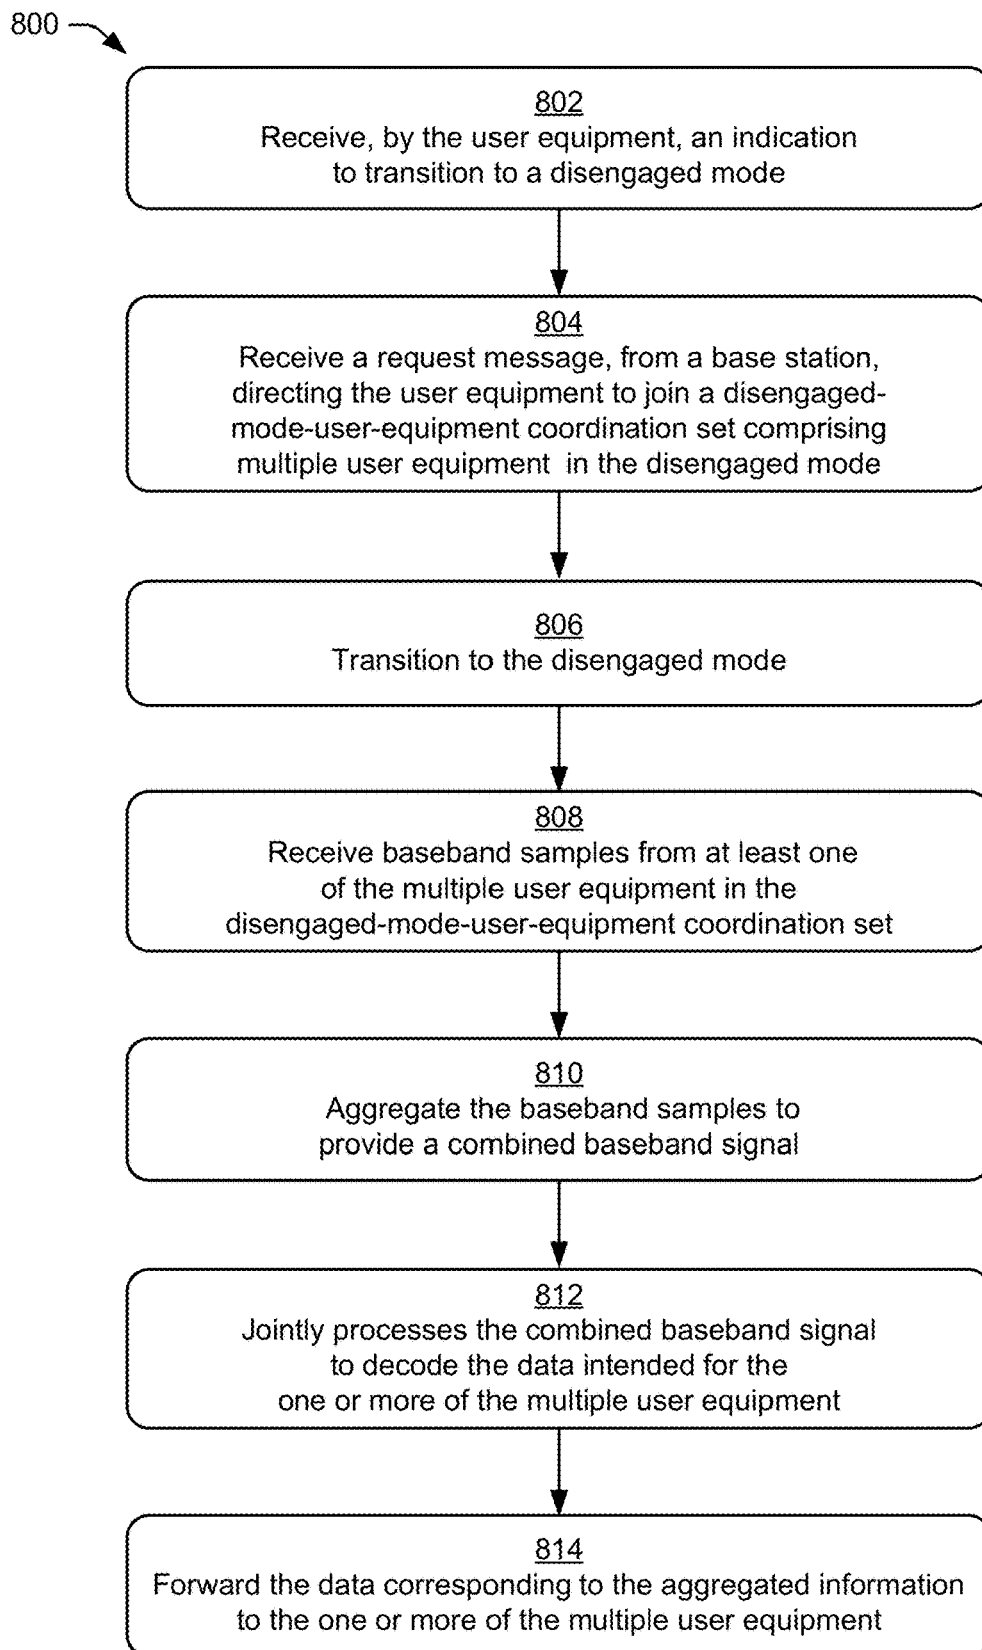 800
802
Receive, by the user equipment, an indication
to transition to a disengaged mode
804
Receive a request message, from a base station,
directing the user equipment to join a disengaged-
mode-user-equipment coordination set comprising
multiple user equipment in the disengaged mode
806
Transition to the disengaged mode
808
Receive baseband samples from at least one
of the multiple user equipment in the
disengaged-mode-user-equipment coordination set
810
Aggregate the baseband samples to
provide a combined baseband signal
812
Jointly processes the combined baseband signal
to decode the data intended for the
one or more of the multiple user equipment
814
Forward the data corresponding to the aggregated information
to the one or more of the multiple user equipment